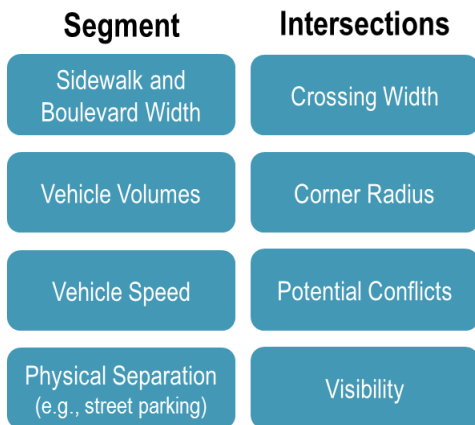 Segment
Sidewalk and
Boulevard Width
Vehicle Volumes
Vehicle Speed
Physical Separation
(e.g., street parking)
Intersections
Crossing Width
Corner Radius
Potential Conflicts
Visibility